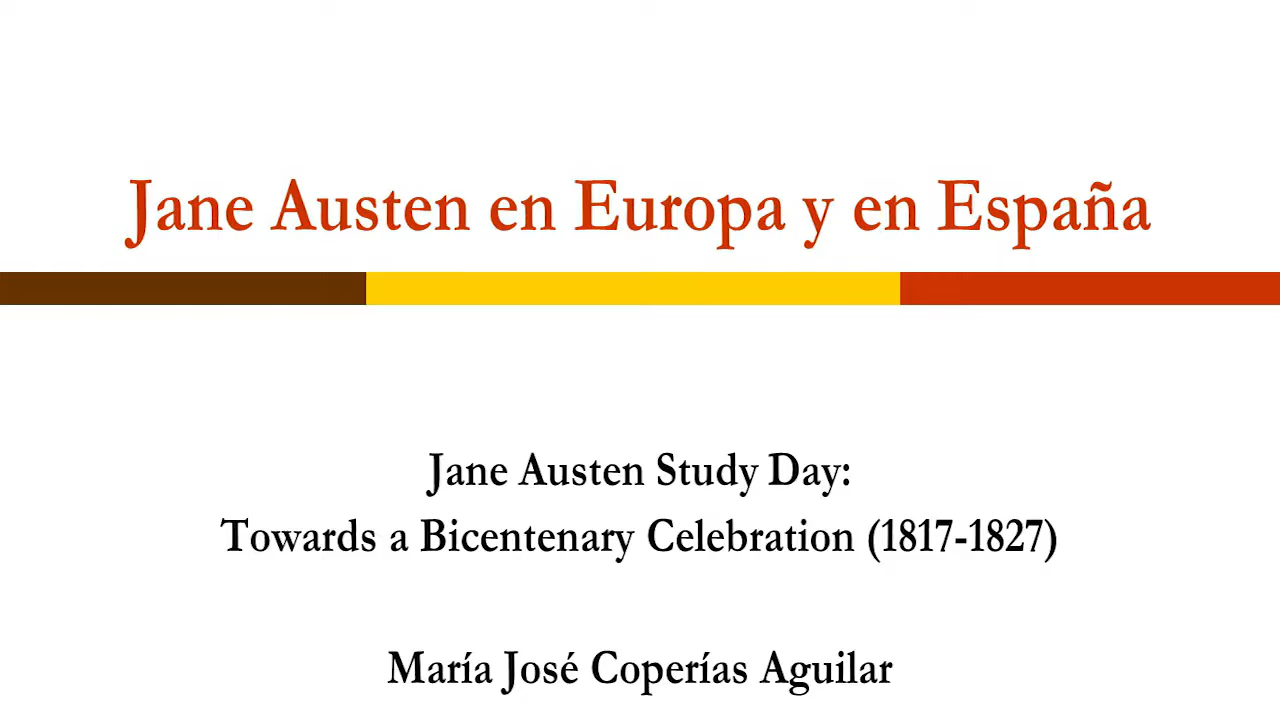 Jane Austen en Europa y en España
Jane Austen Study Day:
Towards a Bicentenary Celebration (1817-1827)
María José Coperías Aguilar